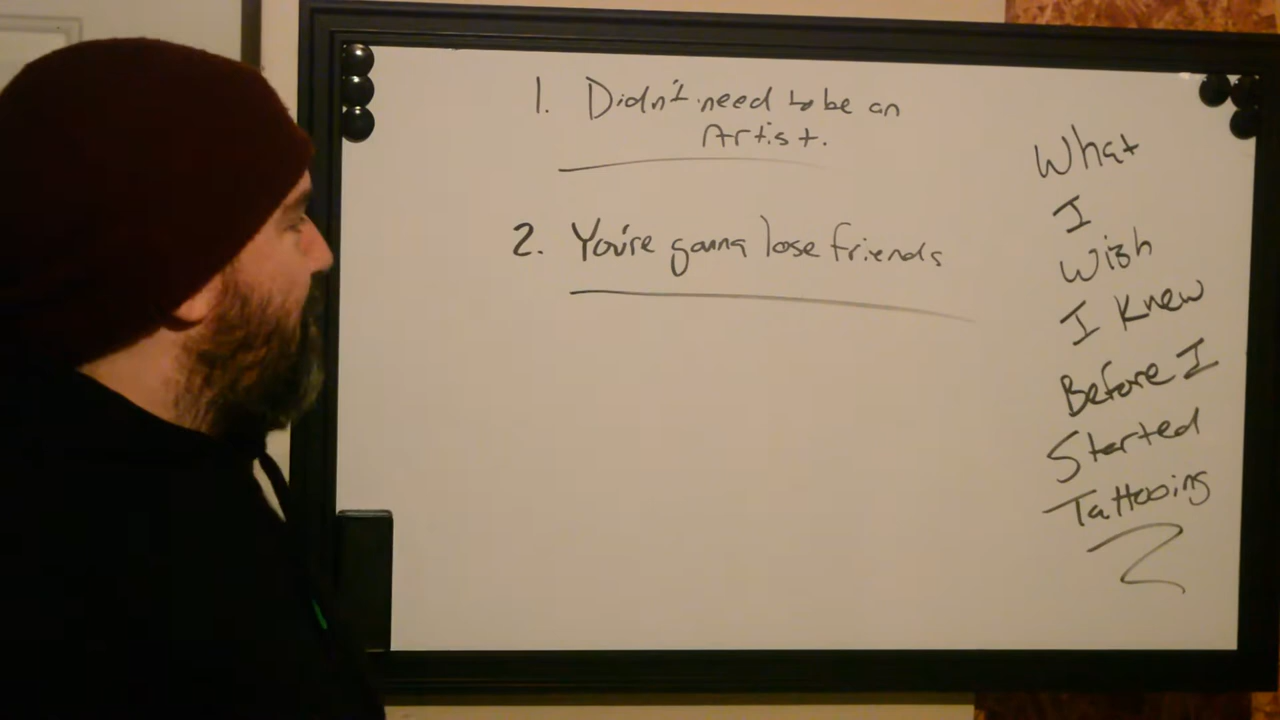 1. Didn't need to be an
Artist.
2. You're gonna lose friends
What
I
Wish
I Knew
Before I
Started
Tattooing